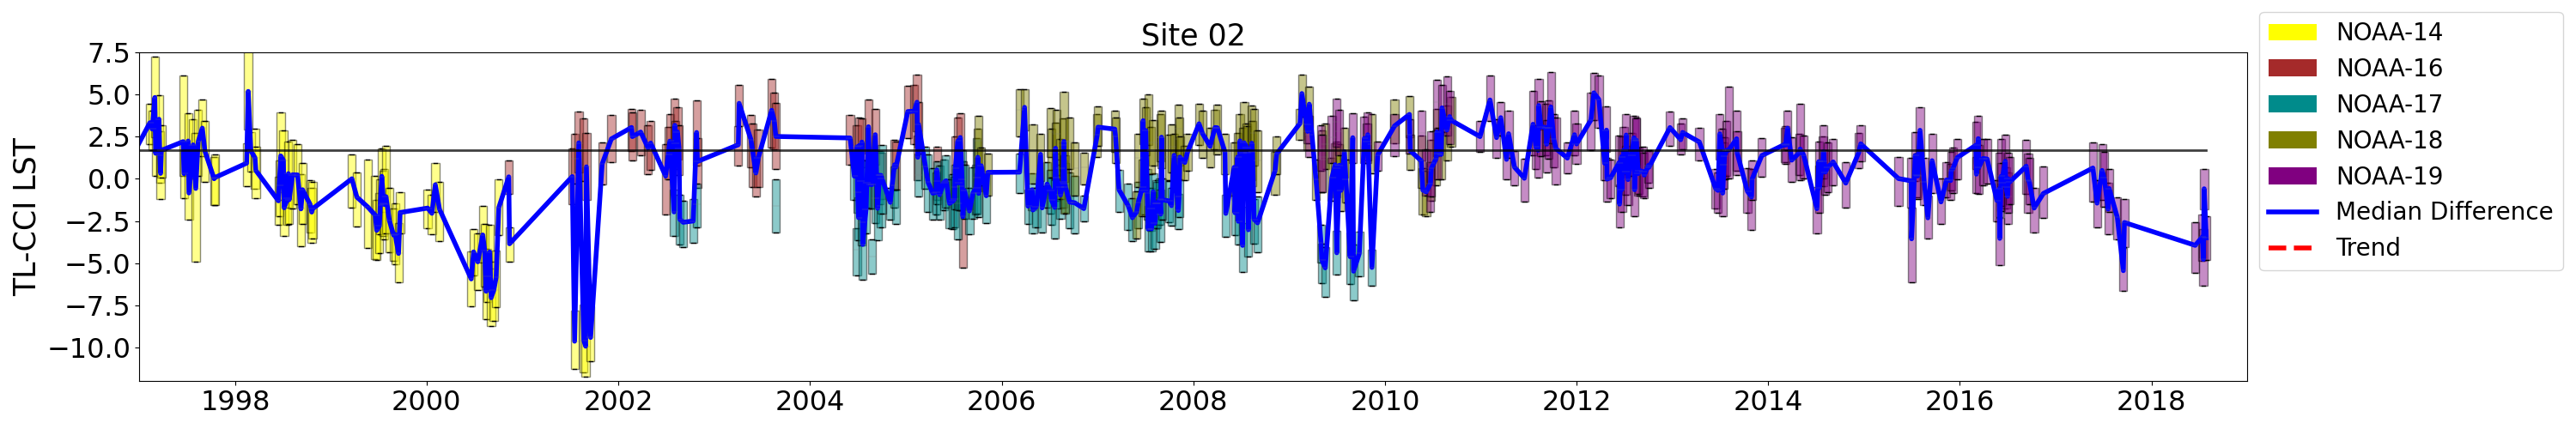 Site 02
TL-CCI LST
7.5
5.0
2.5
0.0
−2.5
−5.0
−7.5
−10.0
1998 2000 2002 2004 2006 2008 2010 2012 2014 2016 2018
NOAA-14
NOAA-16
NOAA-17
NOAA-18
NOAA-19
Median Difference
Trend